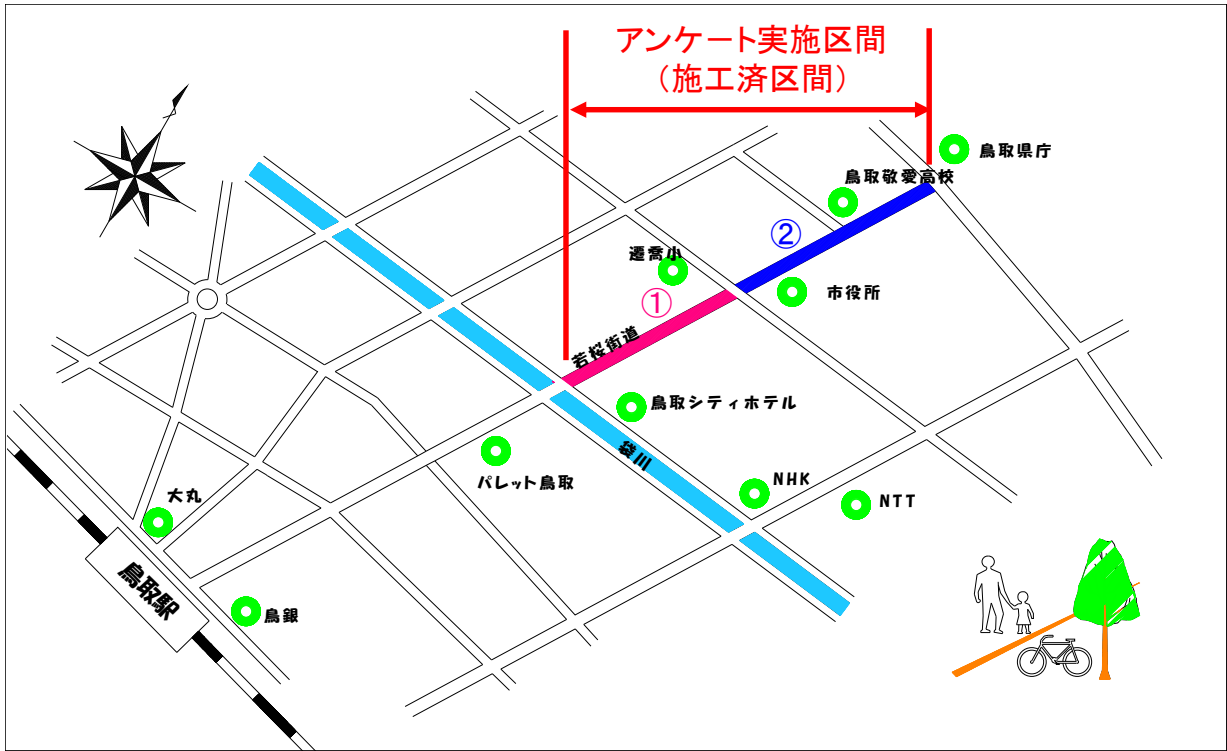 アンケート実施区間
（施工済区間）
鳥取県庁
鳥取敬愛高校
②
遷喬小
市役所
①
若桜街道
鳥取シティホテル
袋川
パレット鳥取
NHK
NTT
大丸
鳥取駅
鳥銀